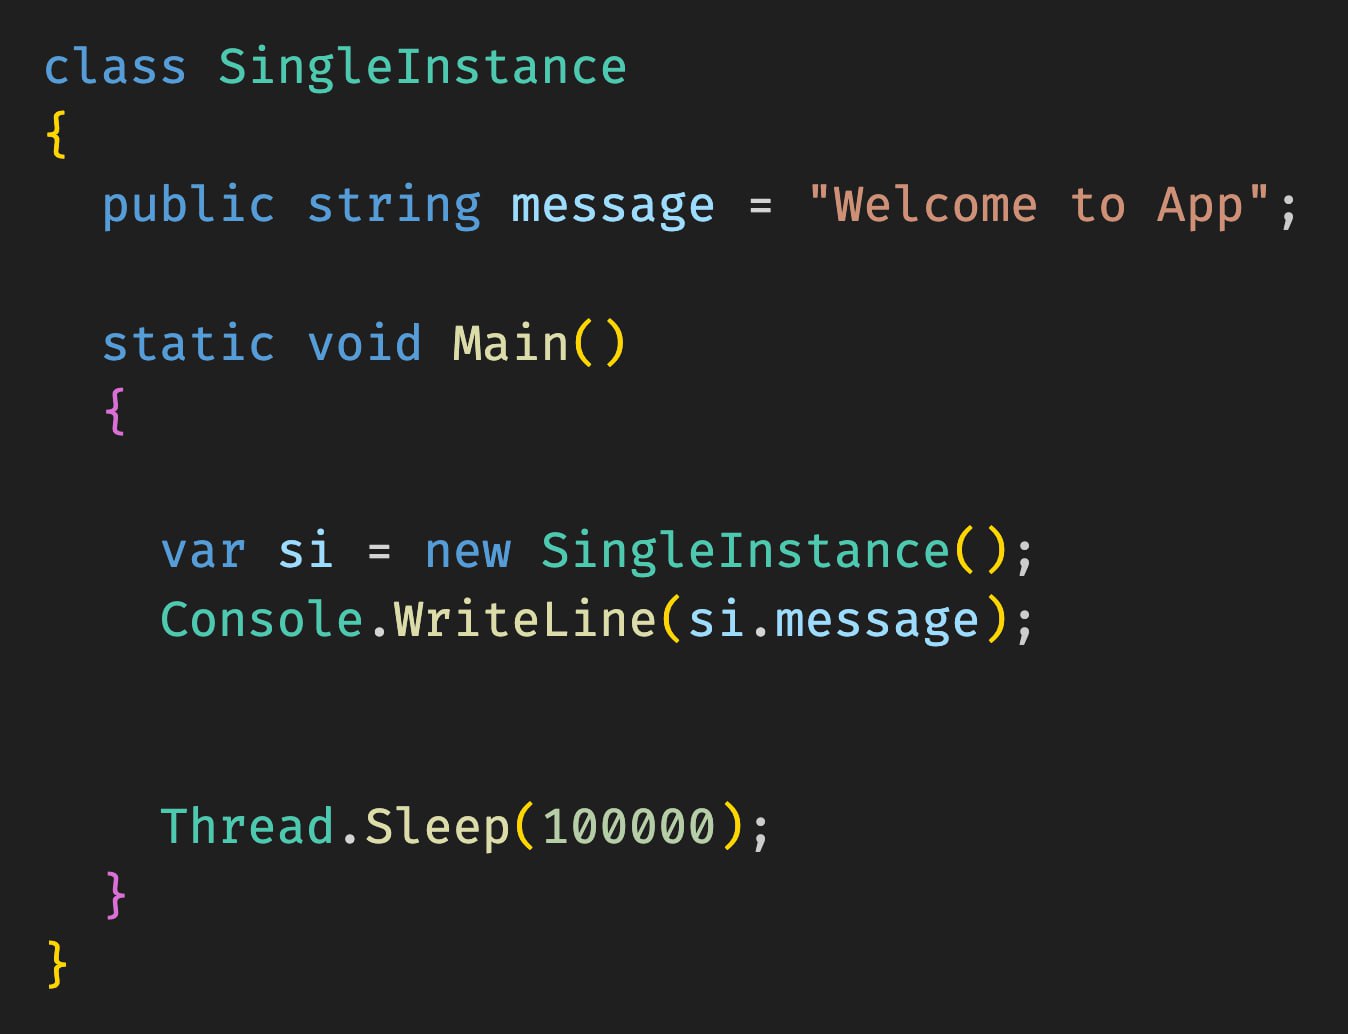 class SingleInstance
{
  public string message = "Welcome to App";
  static void Main()
  {
    var si = new SingleInstance();
    Console.WriteLine(si.message);
    Thread.Sleep(100000);
  }
}